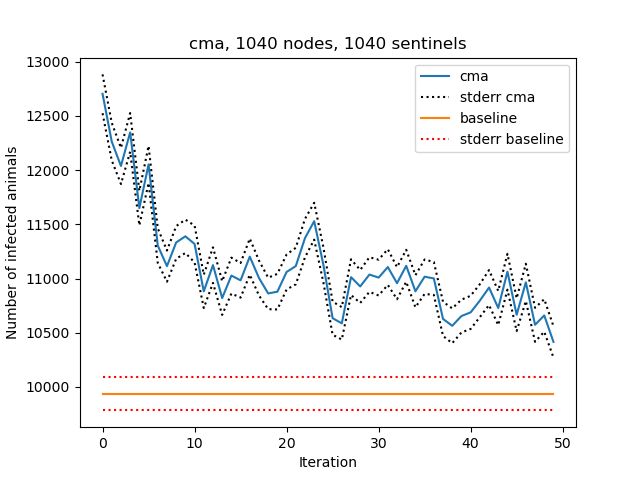 cma, 1040 nodes, 1040 sentinels
13000
12500
12000
11500
11000
10500
10000
Number of infected animals
cma
stderr cma
baseline
stderr baseline
0
10
20
30
40
50
Iteration